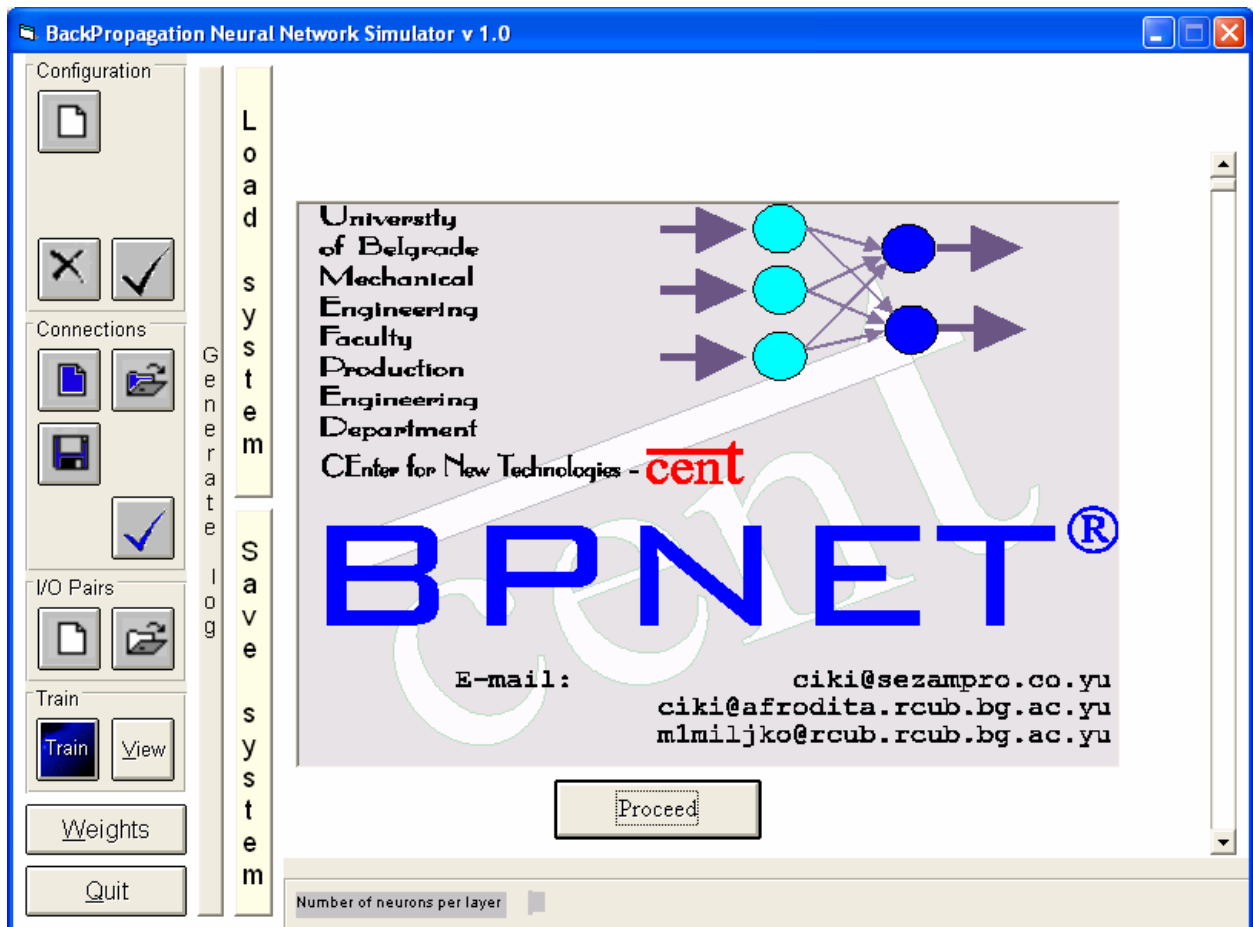 BackPropagation Neural Network Simulator v 1.0
Configuration
Connections
I/O Pairs
Train
Train
View
Weights
Quit
Generate log
Load system
Save system
University
of Belgrade
Mechanical
Engineering
Faculty
Production
Engineering
Department
CEnter for New Technologies - cent
cent
BPNET®
E-mail: ciki@sezampro.co.yu
ciki@afrodita.rcub.bg.ac.yu
m1miljko@rcub.rcub.bg.ac.yu
Proceed
Number of neurons per layer